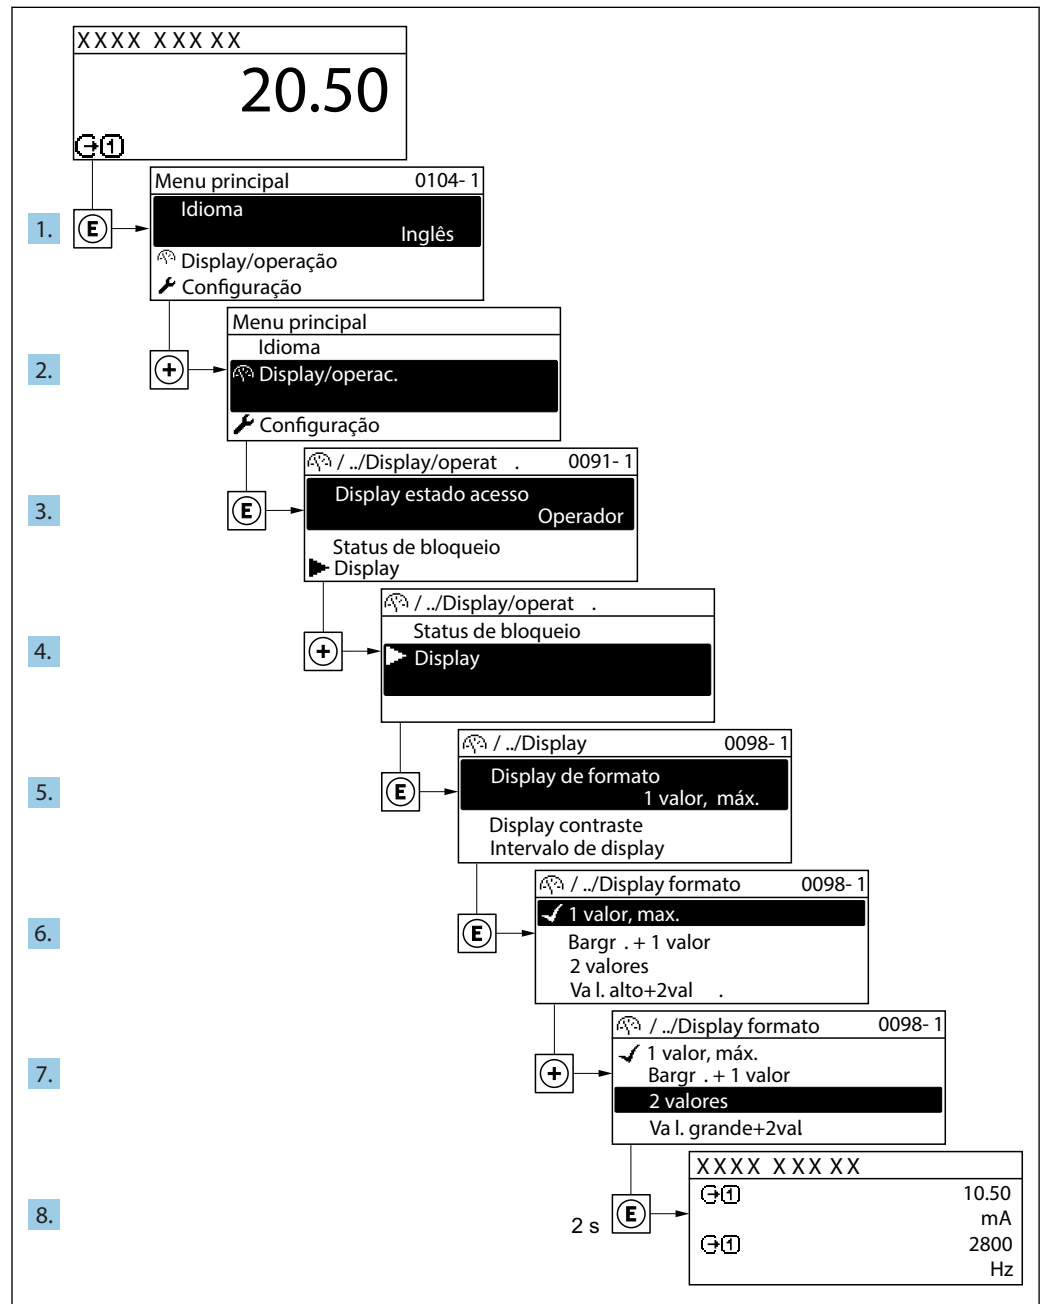 XXXX XXX XX
20.50
1
Menu principal 0104-1
Idioma
Inglês
1. E
Display/operação
Configuração
Menu principal
Idioma
2. + Display/operac.
Configuração
/ ../Display/operat . 0091-1
Display estado acesso
3. E Operador
Status de bloqueio
Display
/ ../Display/operat .
Status de bloqueio
4. + Display
/ ../Display 0098-1
Display de formato
5. E 1 valor, máx.
Display contraste
Intervalo de display
/ ../Display formato 0098-1
1 valor, max.
6. E
Bargr . + 1 valor
2 valores
Va l. alto+2val .
/ ../Display formato 0098-1
1 valor, máx.
7. + Bargr . + 1 valor
2 valores
Va l. grande+2val.
XXXX XXX XX
1 10.50
8. 2 s E mA
1 2800
Hz